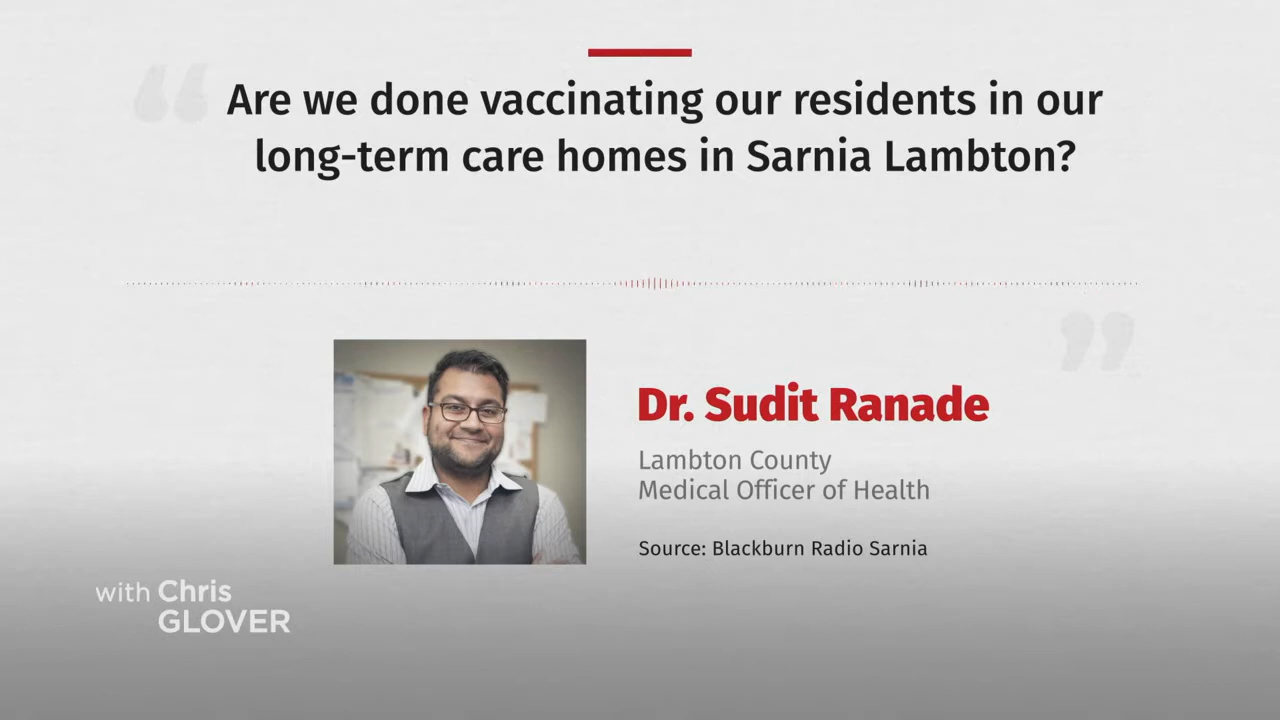 “
Are we done vaccinating our residents in our
long-term care homes in Sarnia Lambton?
”
Dr. Sudit Ranade
Lambton County
Medical Officer of Health
Source: Blackburn Radio Sarnia
with Chris
GLOVER